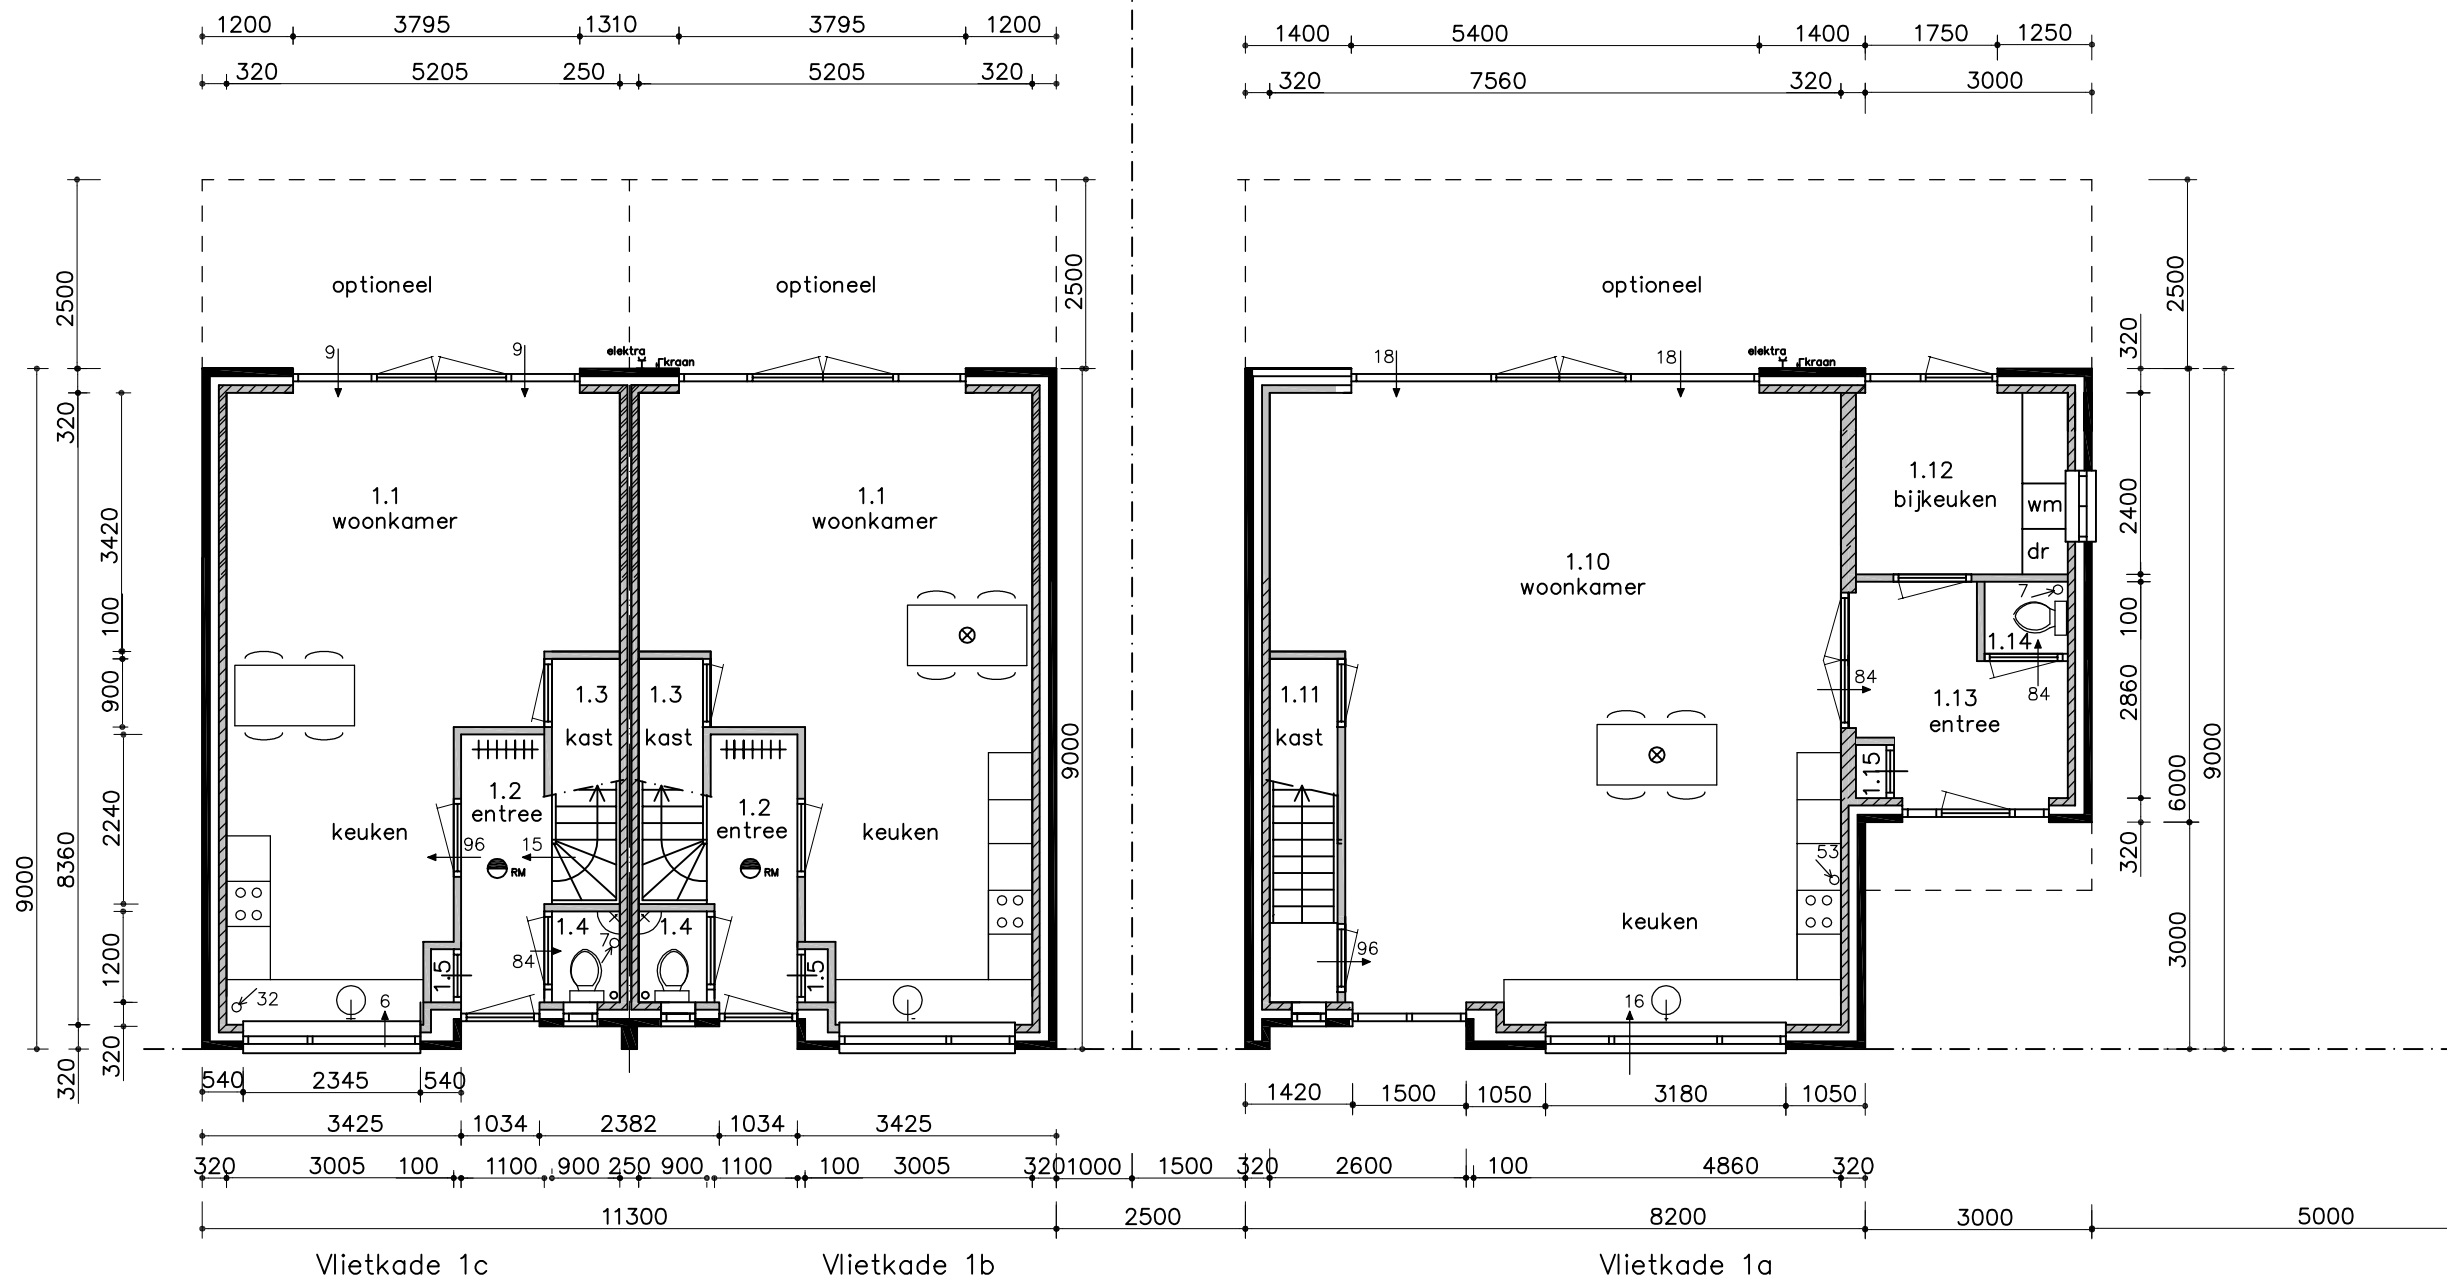 1200 3795 1310 3795 1200
1400 5400 1400 1750 1250
320 5205 250 5205 320
320 7560 320 3000
2500
optioneel
optioneel
2500
optioneel
2500
320
9
9
elektra
kraan
18
18
elektra
kraan
320
9000
8360
3420
100
900
2240
1200
320
320
1.1
woonkamer
1.1
woonkamer
1.10
woonkamer
1.12
bijkeuken
wm
dr
2400
100
2860
320
6000
9000
3000
7
1.14
84
84
1.13
entree
1.15
1.3
kast
1.3
kast
1.11
kast
1.2
entree
1.2
entree
keuken
keuken
96
15
RM
RM
9000
53
keuken
1.4
1.4
7
84
1.5
1.5
96
32
6
16
540 2345 540
1420 1500 1050 3180 1050
3425 1034 2382 1034 3425
320 3005 100 1100 900 250 900 1100 100 3005 320 1000 1500 320 2600 100 4860 320
11300 2500 8200 3000 5000
Vlietkade 1c
Vlietkade 1b
Vlietkade 1a